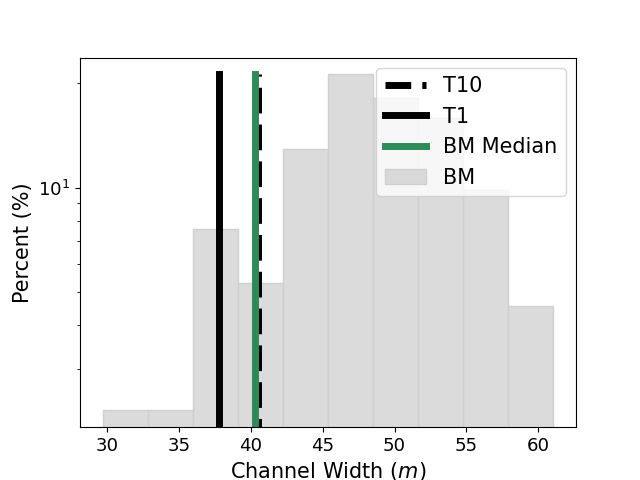 T10
T1
BM Median
BM
10¹
Percent (%)
30 35 40 45 50 55 60
Channel Width (m)